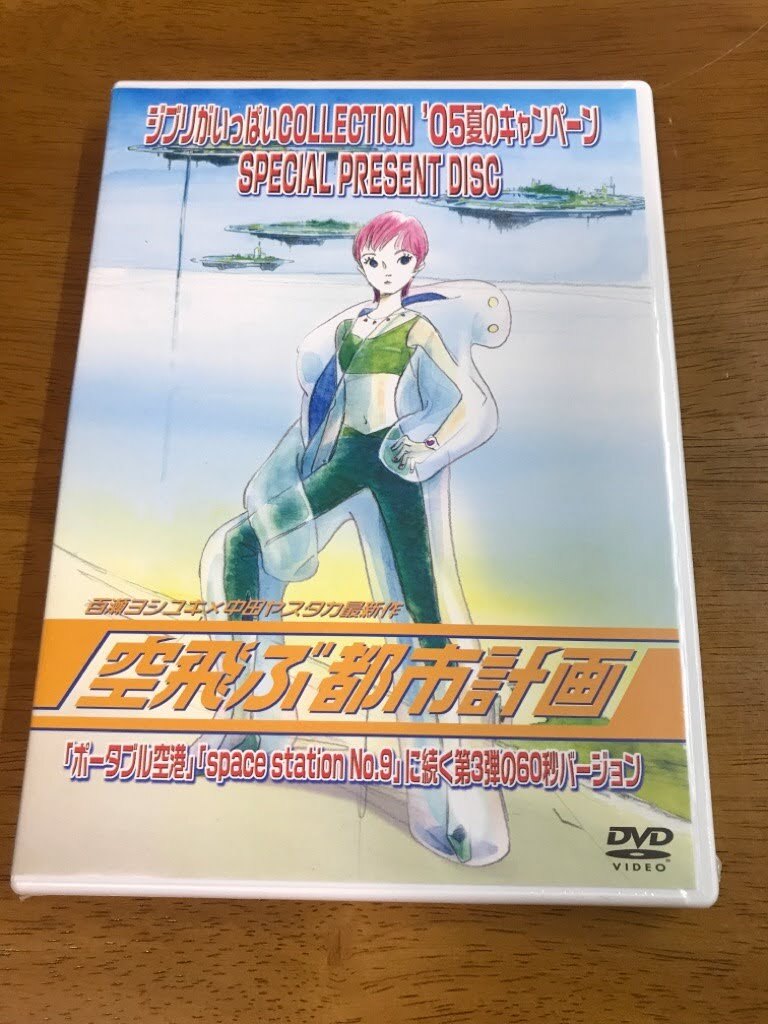 ジブリがいっぱいCOLLECTION '05夏のキャンペーン
SPECIAL PRESENT DISC
百瀬ヨシユキ×中田ヤスタカ最新作
空飛ぶ都市計画
「ポータブル空港」「space station No.9」に続く第3弾の60秒バージョン
DVD
VIDEO